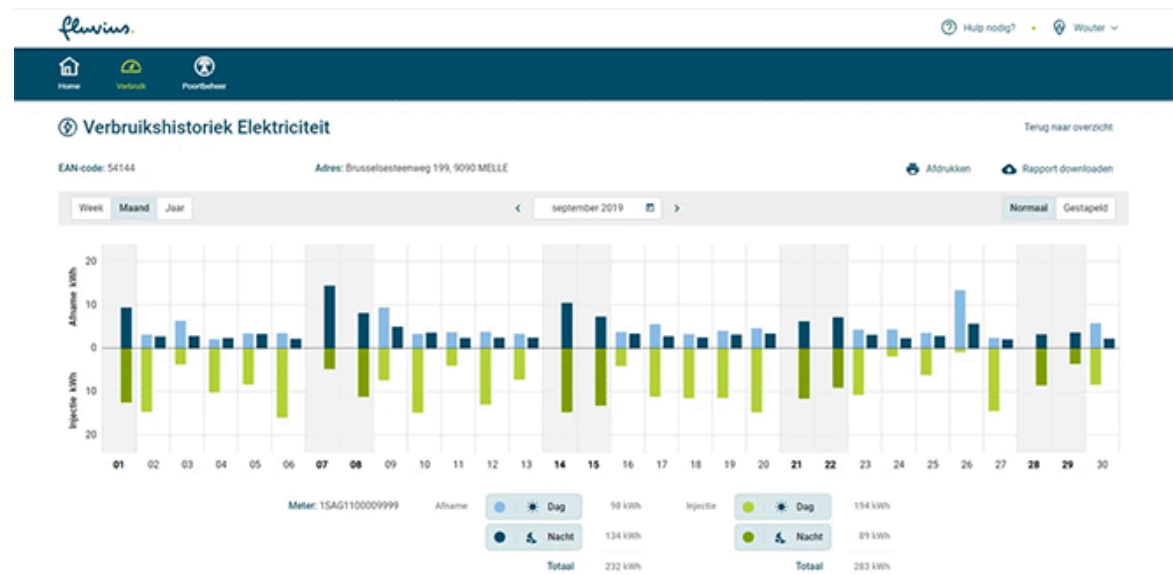 fluvius.
Hulp nodig? Wouter
Home Verbruik Poortbeheer
Verbruikshistoriek Elektriciteit
Terug naar overzicht
EAN-code: 54144 Adres: Brusselsesteenweg 199, 9090 MELLE Afdrukken Rapport downloaden
Week Maand Jaar < september 2019 > Normaal Gestapeld
Afname kWh
20
10
0
Injectie kWh
10
20
01 02 03 04 05 06 07 08 09 10 11 12 13 14 15 16 17 18 19 20 21 22 23 24 25 26 27 28 29 30
Meter: 1SAG1100009999 Afname Dag 98 kWh Injectie Dag 194 kWh
Nacht 134 kWh Nacht 89 kWh
Totaal 232 kWh Totaal 283 kWh